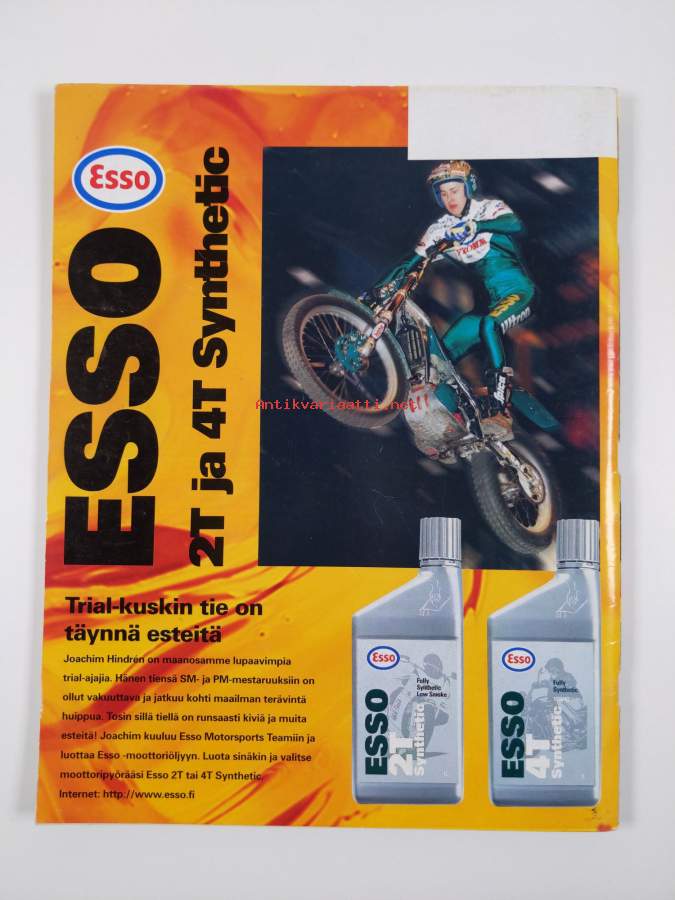 Esso
ESSO
2T ja 4T Synthetic
Vitron
Antikvariaatti.net!
Trial-kuskin tie on
täynnä esteitä
Joachim Hindrén on maanosamme lupaavimpia
trial-ajajia. Hänen tiensä SM- ja PM-mestaruuksiin on
ollut vakuuttava ja jatkuu kohti maailman terävintä
huippua. Tosin sillä tiellä on runsaasti kiviä ja muita
esteitä! Joachim kuuluu Esso Motorsports Teamiin ja
luottaa Esso -moottoriöljyyn. Luota sinäkin ja valitse
moottoripyörääsi Esso 2T tai 4T Synthetic.
Internet: http://www.esso.fi
Esso
Fully
Synthetic
Low Smoke
ESSO
2T
Synthetic
Esso
Fully
Synthetic
ESSO
4T
Synthetic